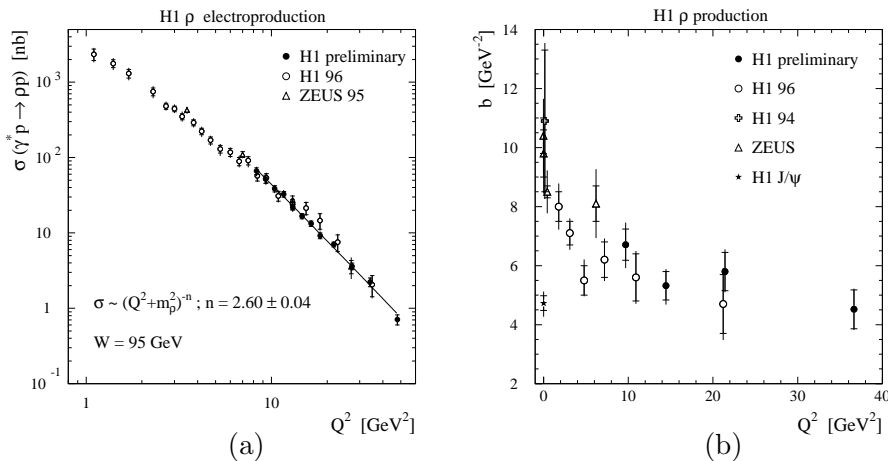 H1 ρ electroproduction
σ (γ* p → ρp) [nb]
10³
10²
10
1
10⁻¹
H1 preliminary
H1 96
ZEUS 95
σ ~ (Q²+m²ρ)⁻ⁿ ; n = 2.60 ± 0.04
W = 95 GeV
1
10
Q² [GeV²]
(a)
H1 ρ production
b [GeV⁻²]
14
12
10
8
6
4
2
H1 preliminary
H1 96
H1 94
ZEUS
H1 J/ψ
0
10
20
30
40
Q² [GeV²]
(b)